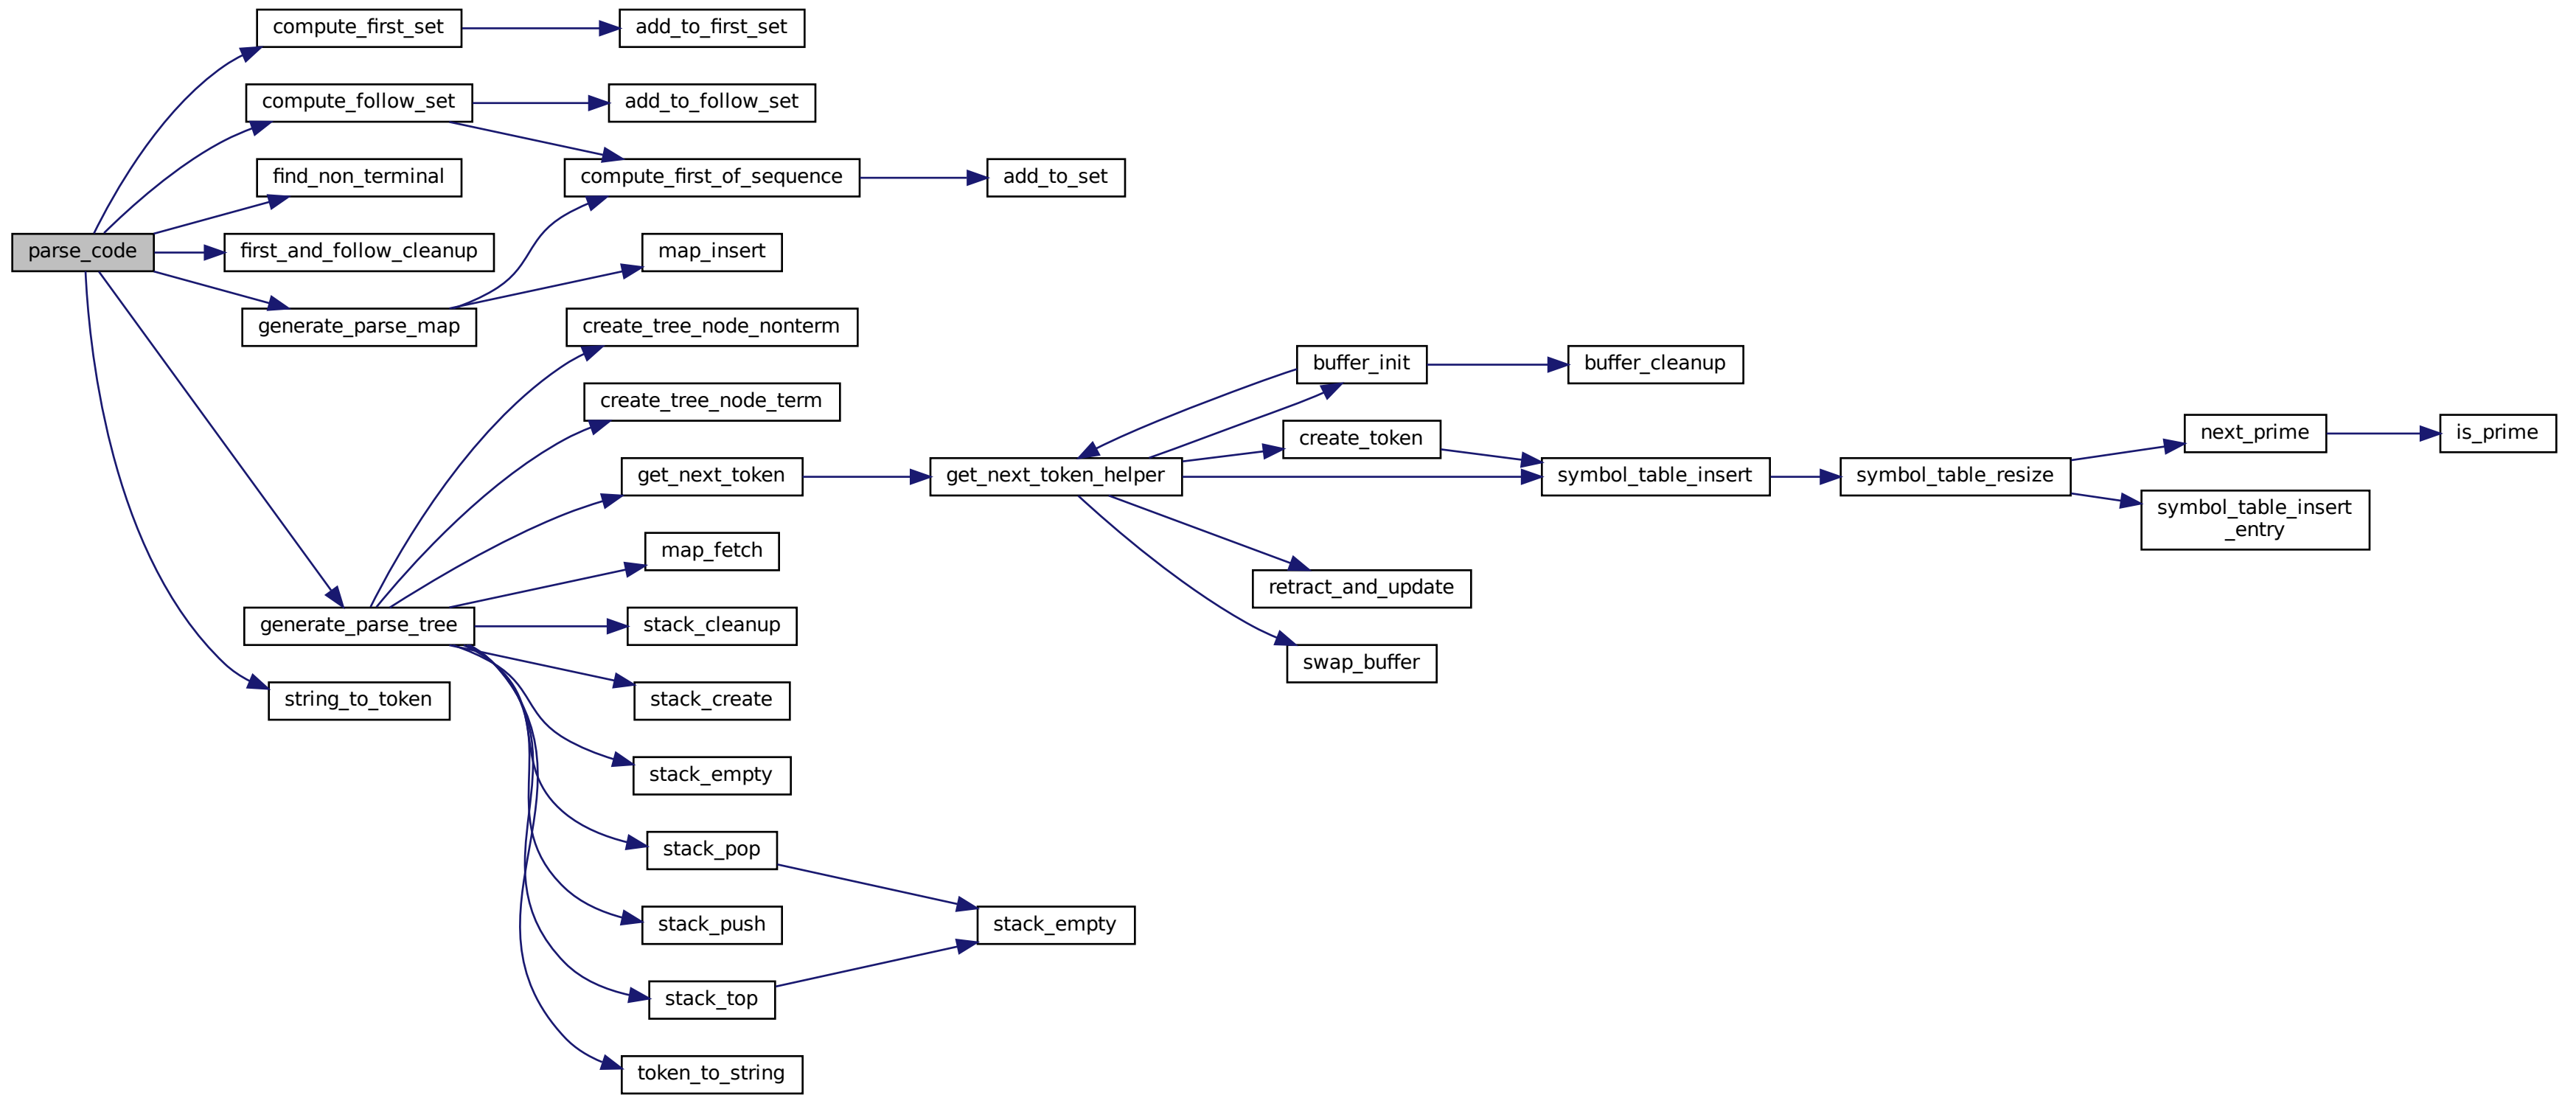 compute_first_set
add_to_first_set
compute_follow_set
add_to_follow_set
find_non_terminal
compute_first_of_sequence
add_to_set
parse_code
first_and_follow_cleanup
map_insert
generate_parse_map
create_tree_node_nonterm
buffer_init
buffer_cleanup
create_tree_node_term
create_token
next_prime
is_prime
get_next_token
get_next_token_helper
symbol_table_insert
symbol_table_resize
symbol_table_insert
_entry
map_fetch
retract_and_update
generate_parse_tree
stack_cleanup
swap_buffer
string_to_token
stack_create
stack_empty
stack_pop
stack_push
stack_empty
stack_top
token_to_string